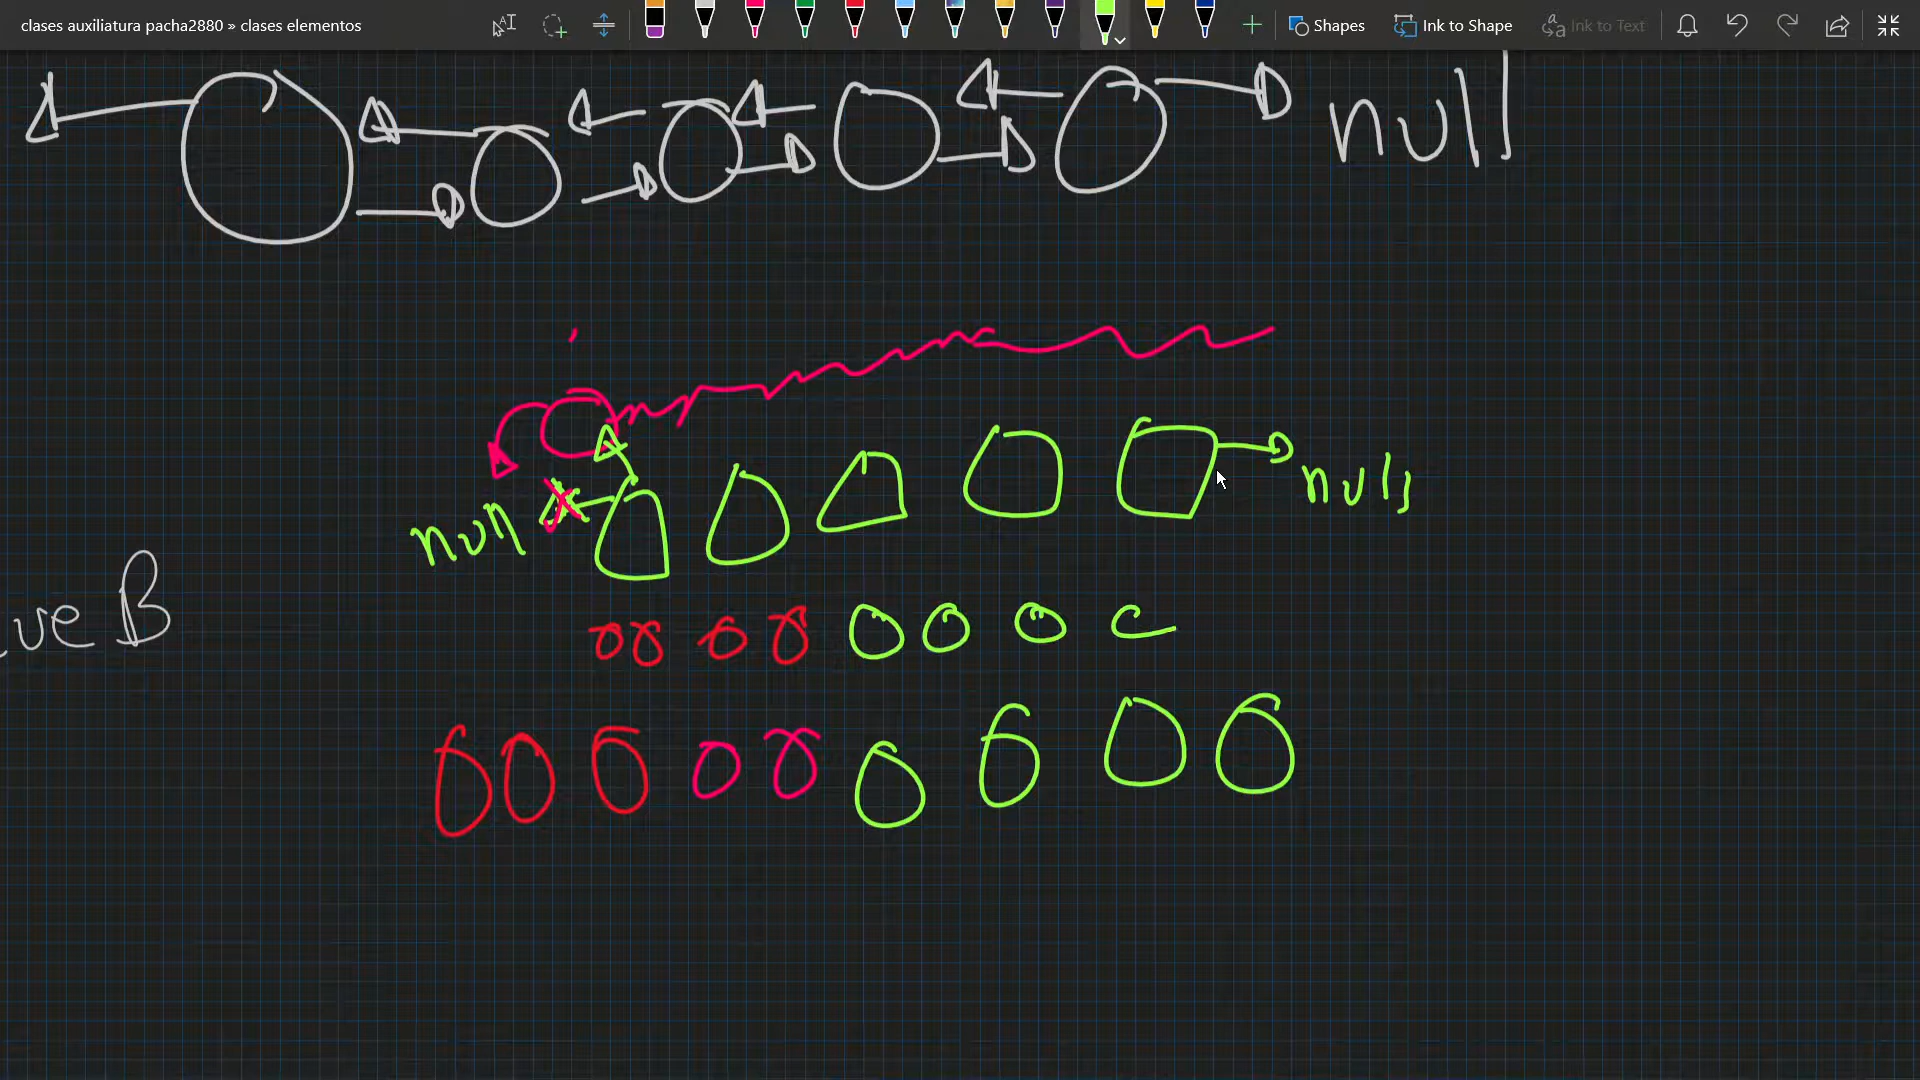 clases auxiliatura pacha2880 » clases elementos
Shapes
Ink to Shape
Ink to Text
null
null
null
ve B